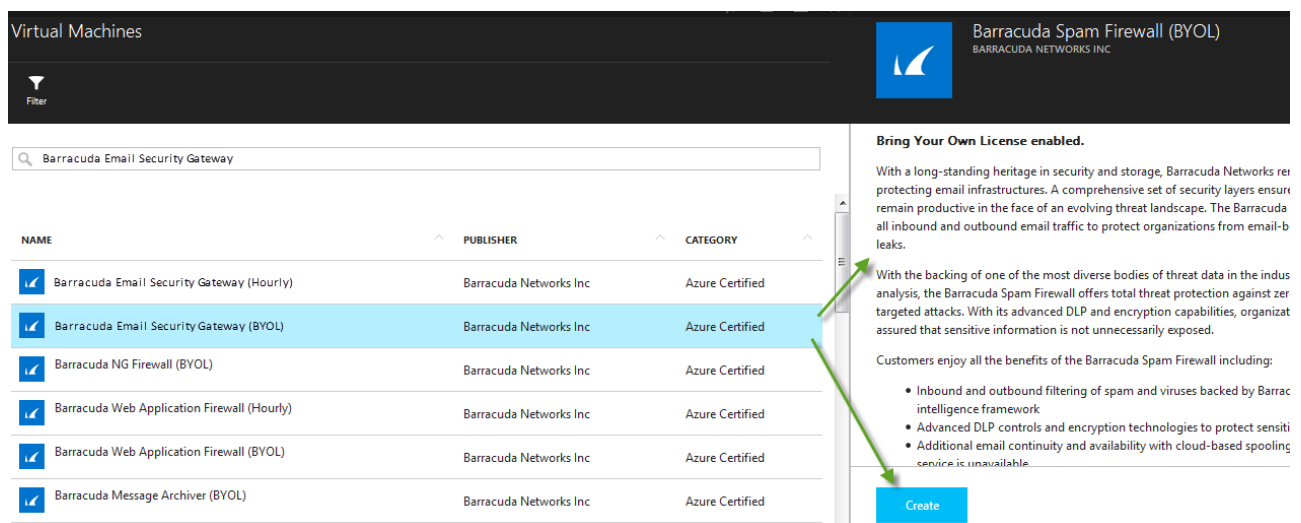 Virtual Machines
Filter
Barracuda Email Security Gateway
NAME PUBLISHER CATEGORY
Barracuda Email Security Gateway (Hourly) Barracuda Networks Inc Azure Certified
Barracuda Email Security Gateway (BYOL) Barracuda Networks Inc Azure Certified
Barracuda NG Firewall (BYOL) Barracuda Networks Inc Azure Certified
Barracuda Web Application Firewall (Hourly) Barracuda Networks Inc Azure Certified
Barracuda Web Application Firewall (BYOL) Barracuda Networks Inc Azure Certified
Barracuda Message Archiver (BYOL) Barracuda Networks Inc Azure Certified
Barracuda Spam Firewall (BYOL)
BARRACUDA NETWORKS INC
Bring Your Own License enabled.
With a long-standing heritage in security and storage, Barracuda Networks
protecting email infrastructures. A comprehensive set of security layers
remain productive in the face of an evolving threat landscape. The Barracuda
all inbound and outbound email traffic to protect organizations from
leaks.
With the backing of one of the most diverse bodies of threat data in the
analysis, the Barracuda Spam Firewall offers total threat protection against
targeted attacks. With its advanced DLP and encryption capabilities,
assured that sensitive information is not unnecessarily exposed.
Customers enjoy all the benefits of the Barracuda Spam Firewall including:
• Inbound and outbound filtering of spam and viruses backed by
intelligence framework
• Advanced DLP controls and encryption technologies to protect
• Additional email continuity and availability with cloud-based spooling
service is unavailable
Create